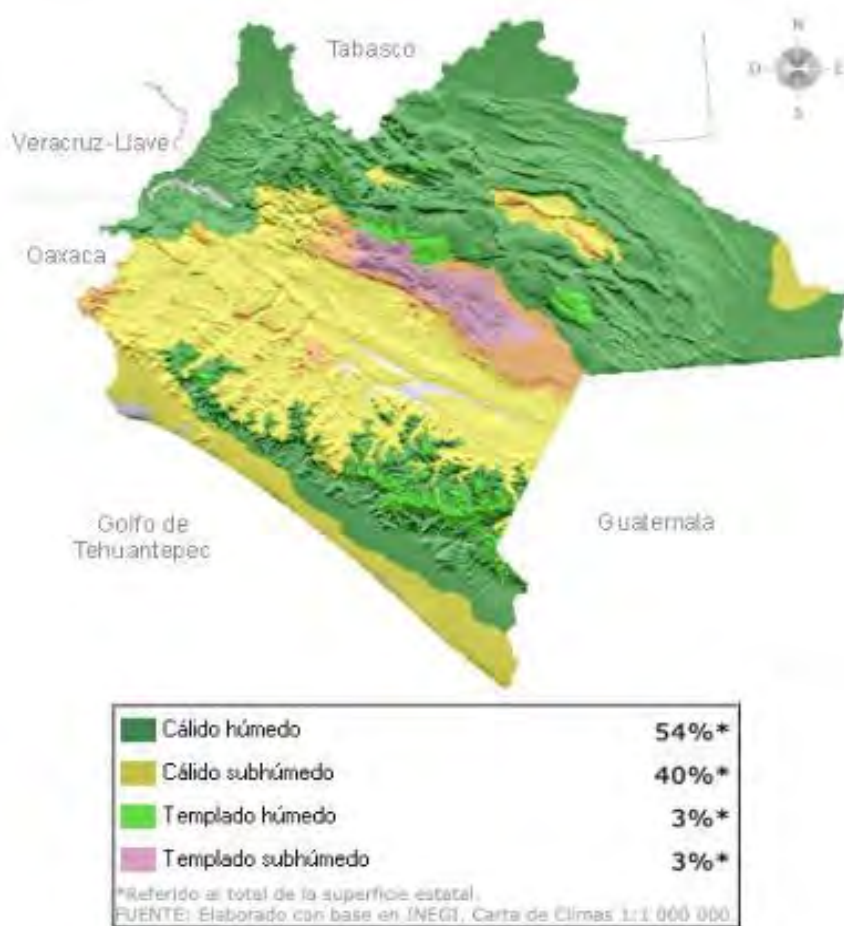 N
Tabasco
O E
S
Veracruz-Llave
Oaxaca
Golfo de
Tehuantepec
Guatemala
Cálido húmedo 54%*
Cálido subhúmedo 40%*
Templado húmedo 3%*
Templado subhúmedo 3%*
*Referido al total de la superficie estatal.
FUENTE: Elaborado con base en INEGI. Carta de Climas 1:1 000 000.